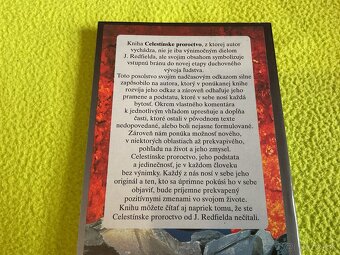 Kniha Celestínske proroctvo, z ktorej autor
vychádza, nie je iba výnimočným dielom
J. Redfielda, ale svojím obsahom symbolizuje
vstupnú bránu do novej etapy duchovného
vývoja ľudstva.
Toto posolstvo svojím nadčasovým odkazom silne
zapôsobilo na autora, ktorý v ponúkanej knihe
rozvíja jeho odkaz a zároveň odhaľuje jeho
pramene a podstatu, ktoré v sebe nosí každá
bytosť. Okrem vlastného komentára
k jednotlivým vhľadom upresňuje a dopĺňa
časti, ktoré ostali v pôvodnom texte
nedopovedané, alebo boli nejasne formulované.
Zároveň nám ponúka možnosť nového,
v niektorých oblastiach až prekvapivého,
pohľadu na život a jeho zmysel.
Celestínske proroctvo, jeho podstata
a jedinečnosť, je v každom človeku
bez výnimky. Každý z nás nosí v sebe jeho
originál a ten, kto sa úprimne pokúsi ho v sebe
objaviť, bude príjemne prekvapený
pozitívnymi zmenami vo svojom živote.
Knihu môžete čítať aj napriek tomu, že ste
Celestínske proroctvo od J. Redfielda nečítali.